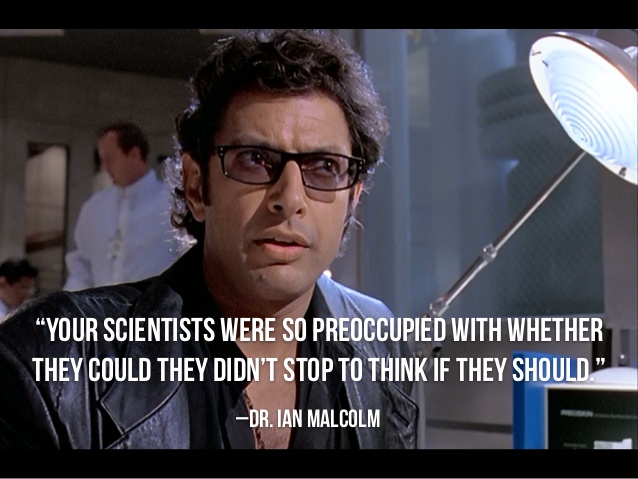 “YOUR SCIENTISTS WERE SO PREOCCUPIED WITH WHETHER
THEY COULD THEY DIDN’T STOP TO THINK IF THEY SHOULD.”
–DR. IAN MALCOLM
PRECISION